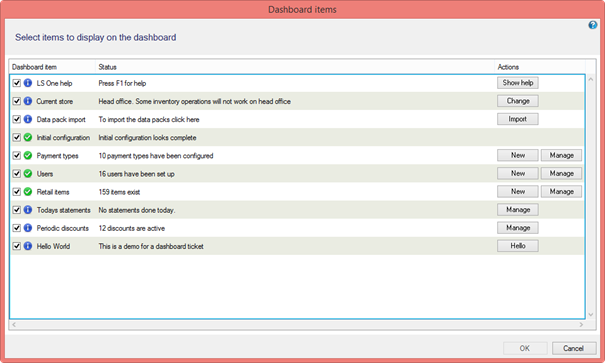 Dashboard items
?
Select items to display on the dashboard
Dashboard item Status Actions
LS One help Press F1 for help Show help
Current store Head office. Some inventory operations will not work on head office Change
Data pack import To import the data packs click here Import
Initial configuration Initial configuration looks complete
Payment types 10 payment types have been configured New Manage
Users 16 users have been set up New Manage
Retail items 159 items exist New Manage
Todays statements No statements done today. Manage
Periodic discounts 12 discounts are active Manage
Hello World This is a demo for a dashboard ticket Hello
OK Cancel